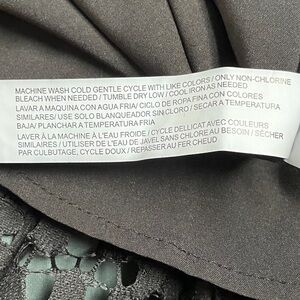 MACHINE WASH COLD GENTLE CYCLE WITH LIKE COLORS / ONLY NON-CHLORINE
BLEACH WHEN NEEDED / TUMBLE DRY LOW / COOL IRON AS NEEDED.
LAVAR A MAQUINA CON AGUA FRIA / CICLO DE ROPA FINA CON COLORES
SIMILARES / USE SOLO BLANQUEADOR SIN CLORO / SECAR A TEMPERATURA
BAJA / PLANCHAR A TEMPERATURA FRIA
LAVER À LA MACHINE À L'EAU FROIDE / CYCLE DELLICAT AVEC COULEURS
SIMILAIRES / UTILISER DE L'EAU DE JAVEL SANS CHLORE AU BESOIN / SÉCHER
PAR CULBUTAGE, CYCLE DOUX / REPASSER AU FER CHEUD